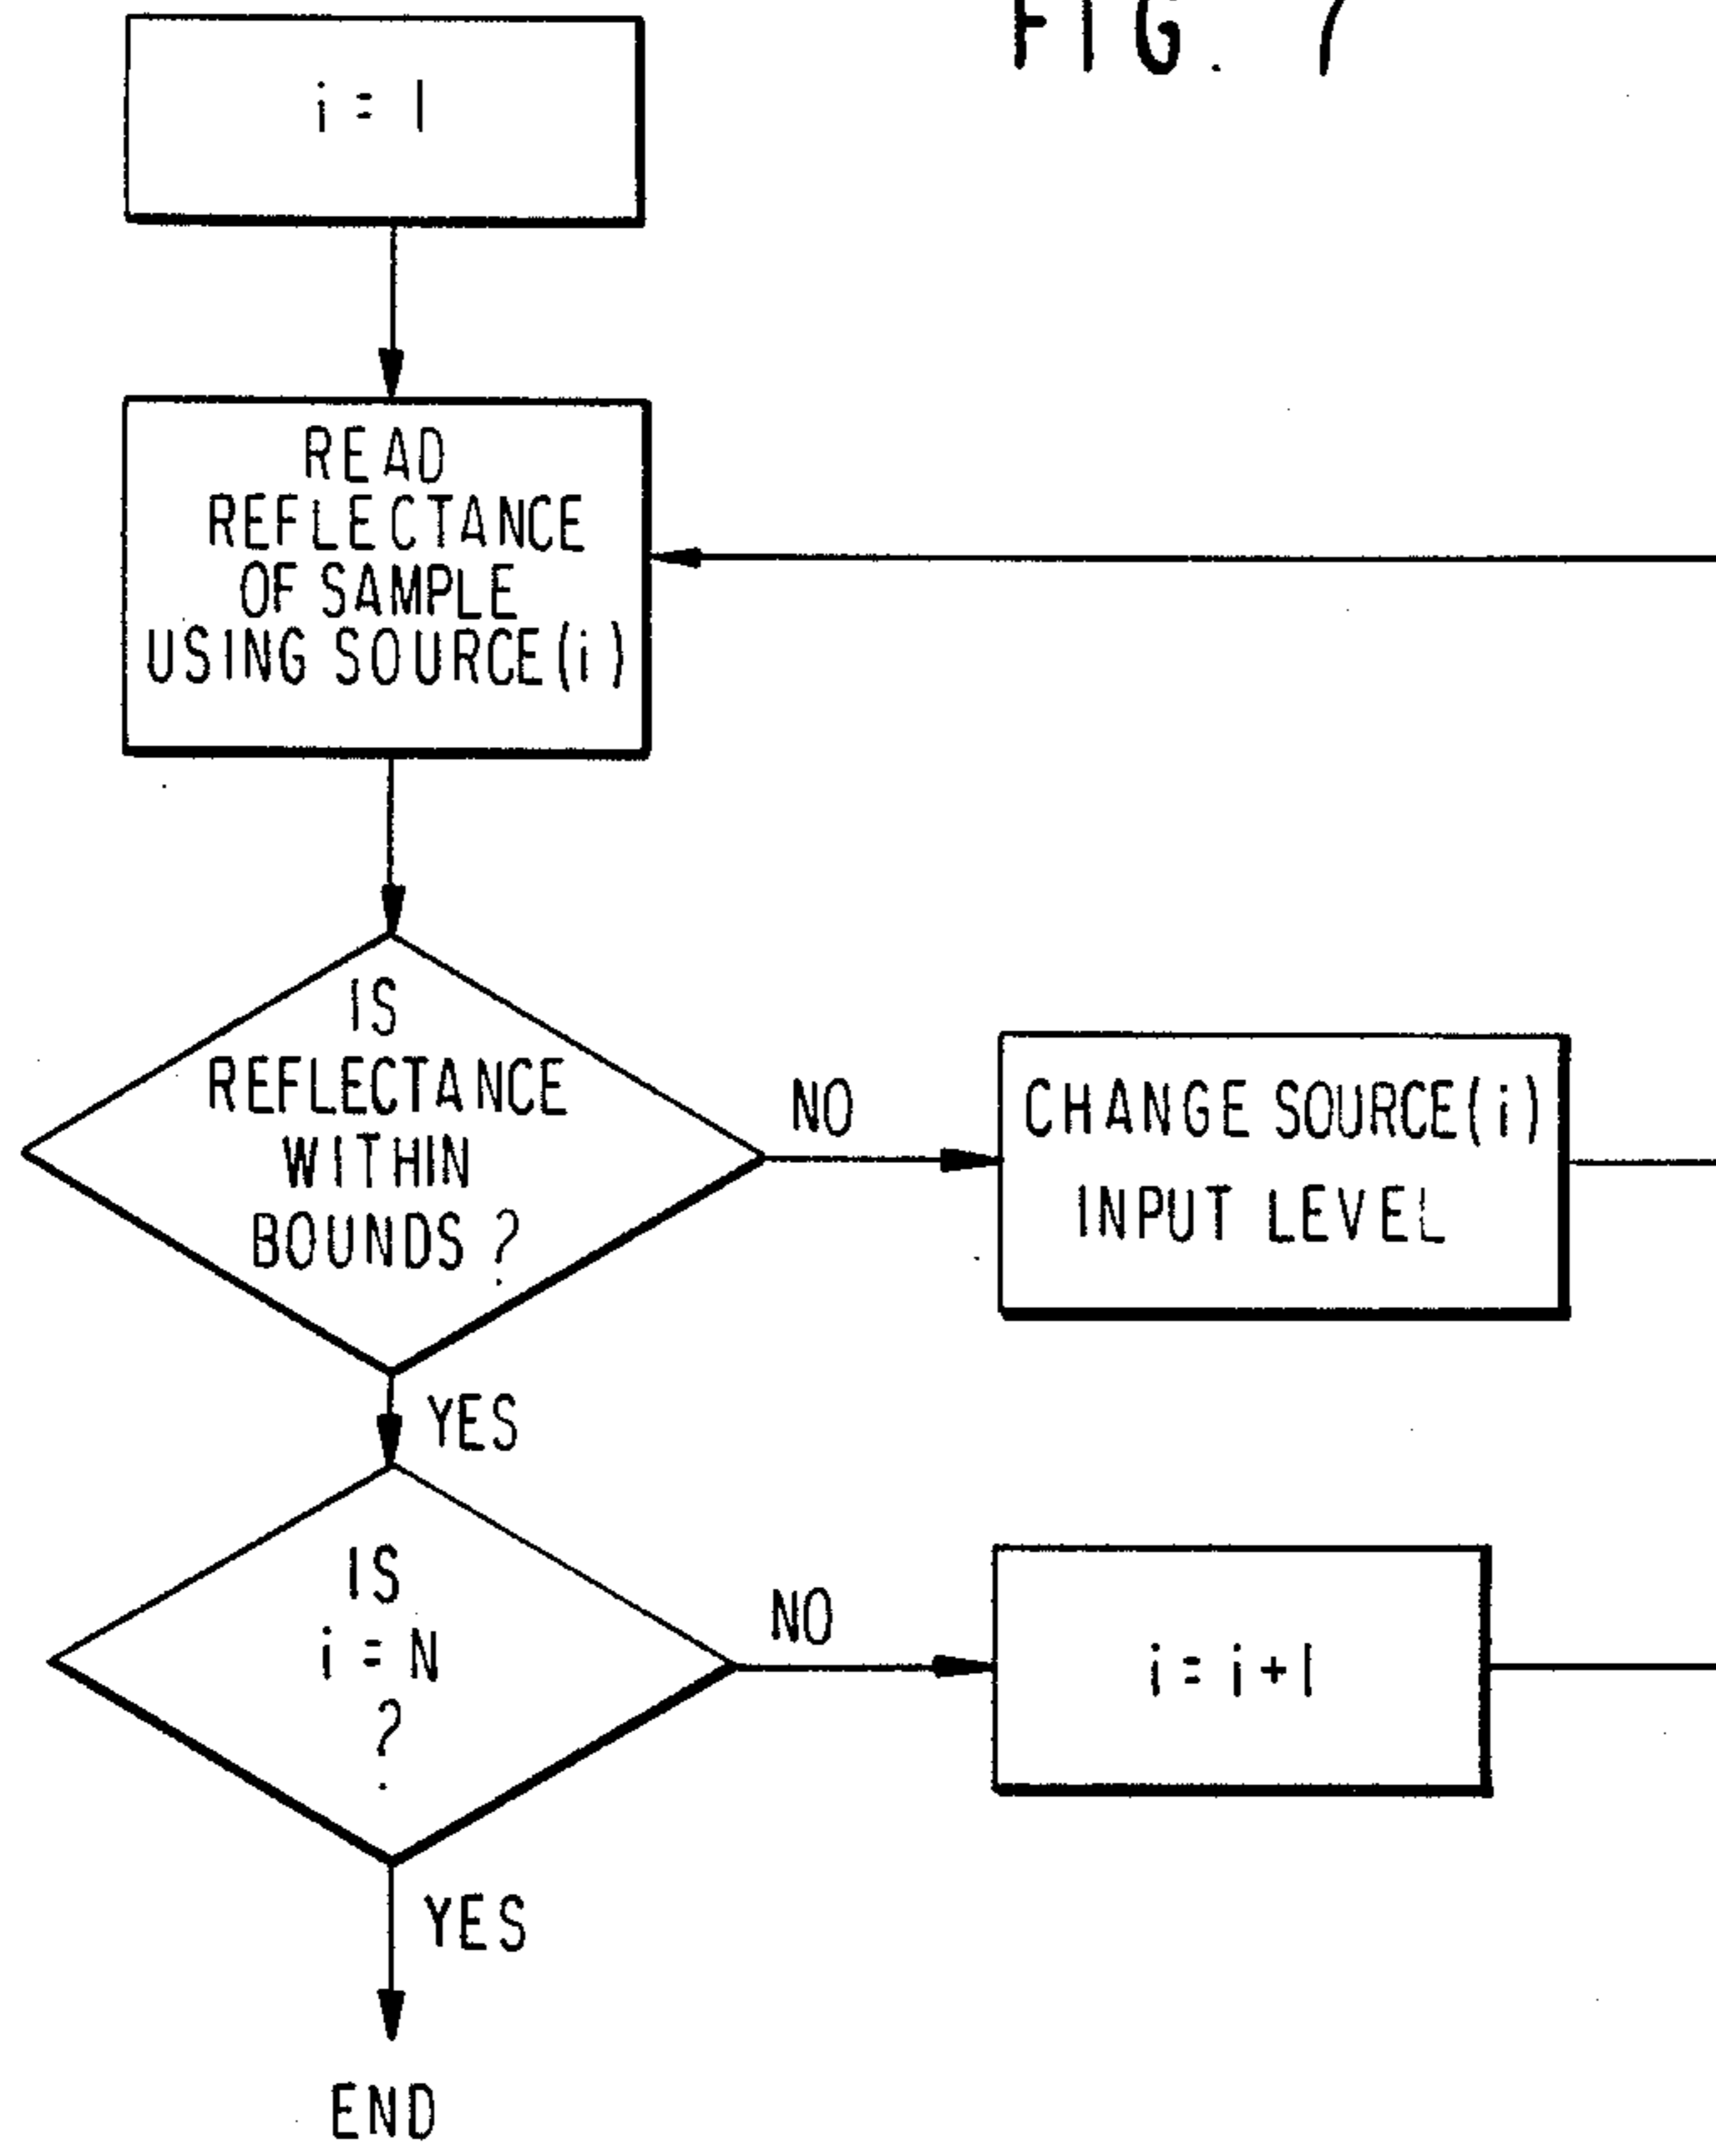 FIG. 7
i = 1
READ
REFLECTANCE
OF SAMPLE
USING SOURCE(i)
IS
REFLECTANCE
WITHIN
BOUNDS ?
NO
CHANGE SOURCE(i)
INPUT LEVEL
YES
IS
i = N
?
NO
i = i + 1
YES
END